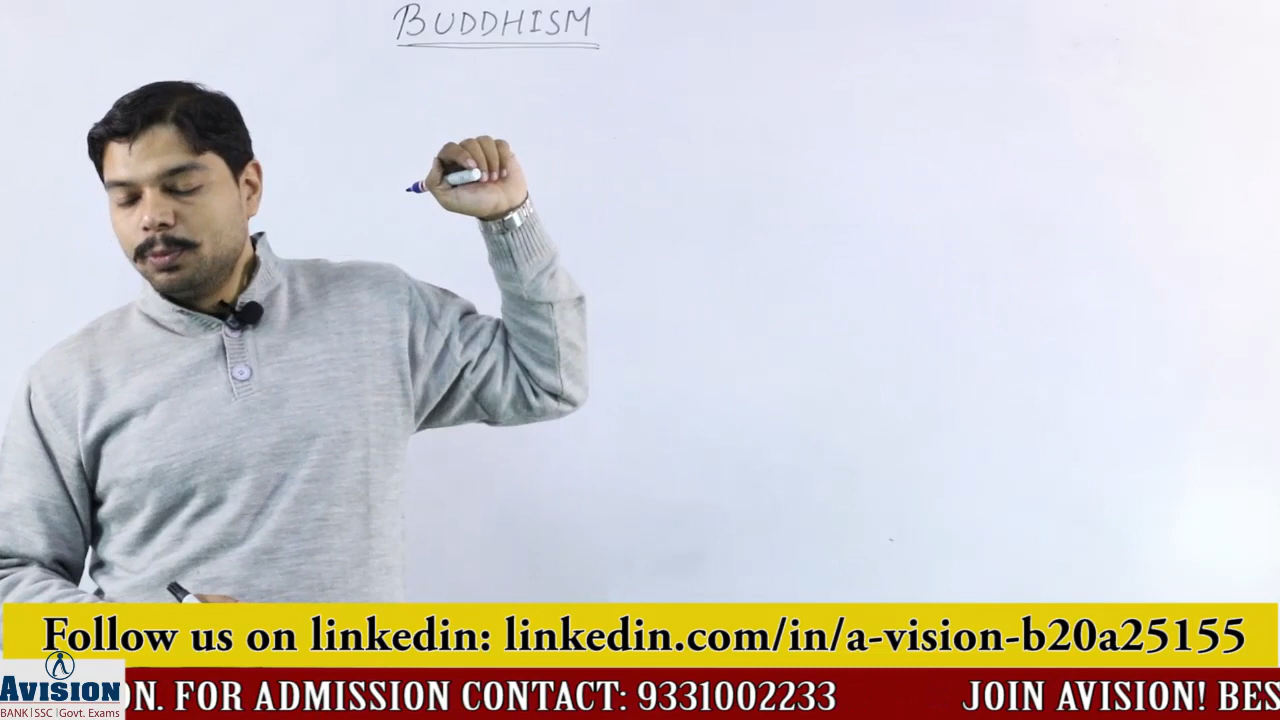 BUDDHISM
Follow us on linkedin: linkedin.com/in/a-vision-b20a25155
AVISION
BANK|SSC|Govt. Exams
ON. FOR ADMISSION CONTACT: 9331002233 JOIN AVISION! BES